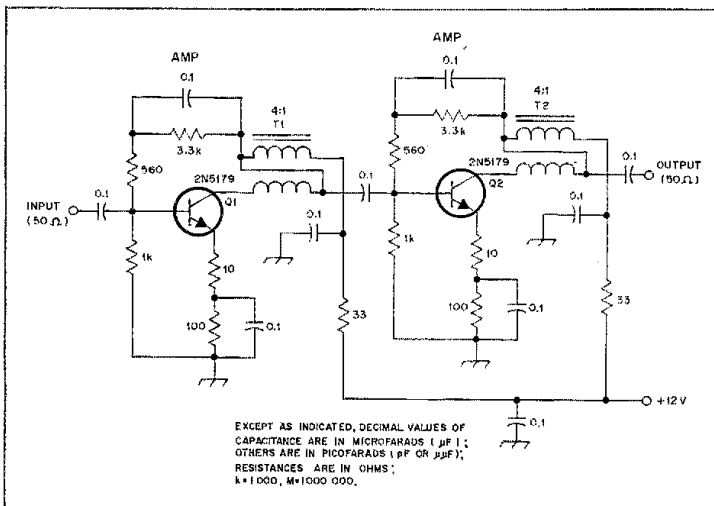 AMP
0.1
3.3k
560
4:1
T1
2N5179
Q1
0.1
INPUT
(50Ω)
1k
10
100
0.1
0.1
33
0.1
AMP
0.1
3.3k
560
4:1
T2
2N5179
Q2
0.1
OUTPUT
(50Ω)
1k
10
100
0.1
0.1
33
+12V
0.1
EXCEPT AS INDICATED, DECIMAL VALUES OF
CAPACITANCE ARE IN MICROFARADS (µF);
OTHERS ARE IN PICOFARADS (pF OR µµF);
RESISTANCES ARE IN OHMS;
k=1000, M=1000 000.